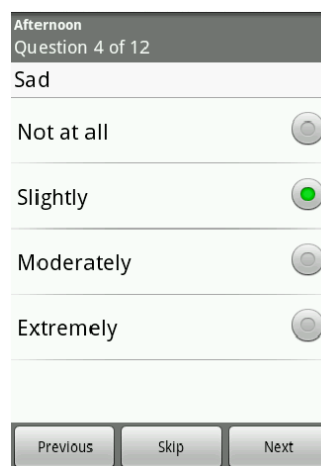 Afternoon
Question 4 of 12
Sad
Not at all
Slightly
Moderately
Extremely
Previous Skip Next